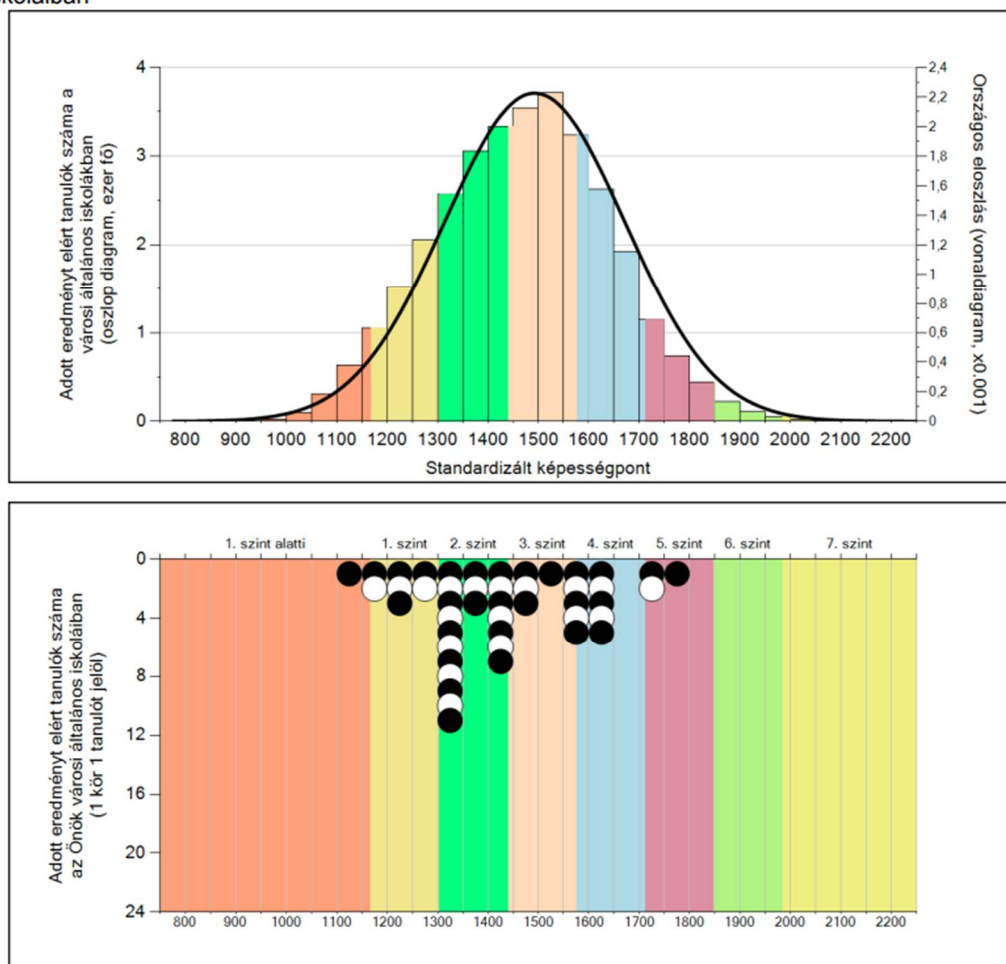 Adott eredményt elért tanulók száma a
városi általános iskolákban
(oszlop diagram, ezer fő)
4
3
2
1
0
2,4
2,2
2
1,8
1,6
1,4
1,2
1
0,8
0,6
0,4
0,2
0
Országos eloszlás (vonaldiagram, x0.001)
800 900 1000 1100 1200 1300 1400 1500 1600 1700 1800 1900 2000 2100 2200
Standardizált képességpont
Adott eredményt elért tanulók száma
az Önök városi általános iskoláiban
(1 kör 1 tanulót jelöl)
1. szint alatti 1. szint 2. szint 3. szint 4. szint 5. szint 6. szint 7. szint
0
4
8
12
16
20
24
800 900 1000 1100 1200 1300 1400 1500 1600 1700 1800 1900 2000 2100 2200